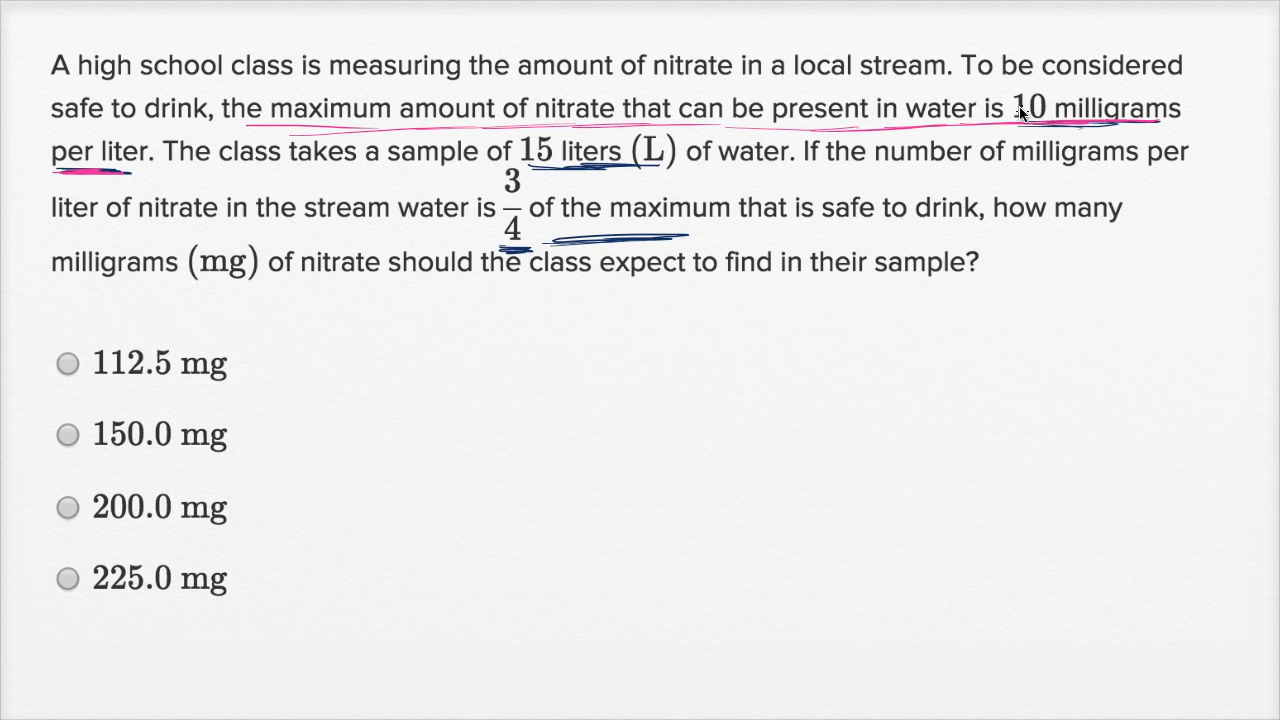 A high school class is measuring the amount of nitrate in a local stream. To be considered
safe to drink, the maximum amount of nitrate that can be present in water is 10 milligrams
per liter. The class takes a sample of 15 liters (L) of water. If the number of milligrams per
liter of nitrate in the stream water is 3/4 of the maximum that is safe to drink, how many
milligrams (mg) of nitrate should the class expect to find in their sample?
112.5 mg
150.0 mg
200.0 mg
225.0 mg